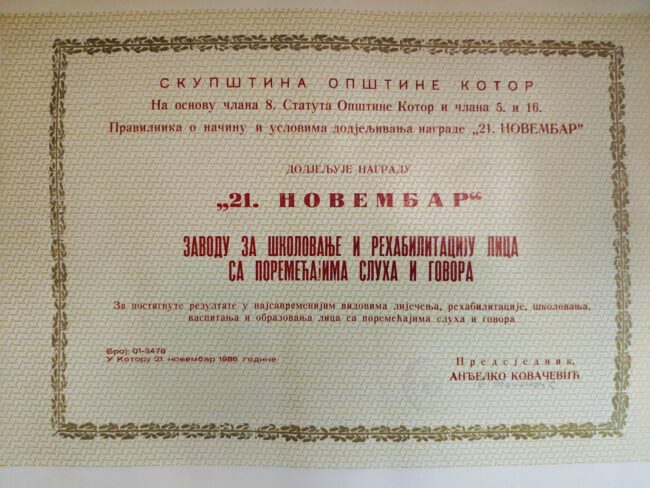 СКУПШТИНА ОПШТИНЕ КОТОР
На основу члана 8. Статута Општине Котор и члана 5. и 16.
Правилника о начину и условима додјељивања награде „21. НОВЕМБАР"
ДОДЈЕЉУЈЕ НАГРАДУ
„21. НОВЕМБАР"
ЗАВОДУ ЗА ШКОЛОВАЊЕ И РЕХАБИЛИТАЦИЈУ ЛИЦА
СА ПОРЕМЕЋАЈИМА СЛУХА И ГОВОРА
За постигнуте резултате у најсавременијим видовима лијечења, рехабилитације, школовања,
васпитања и образовања лица са поремећајима слуха и говора
Број: 01-3478
У Котору 21. новембар 1986. године
Предсједник,
АНЂЕЛКО КОВАЧЕВИЋ